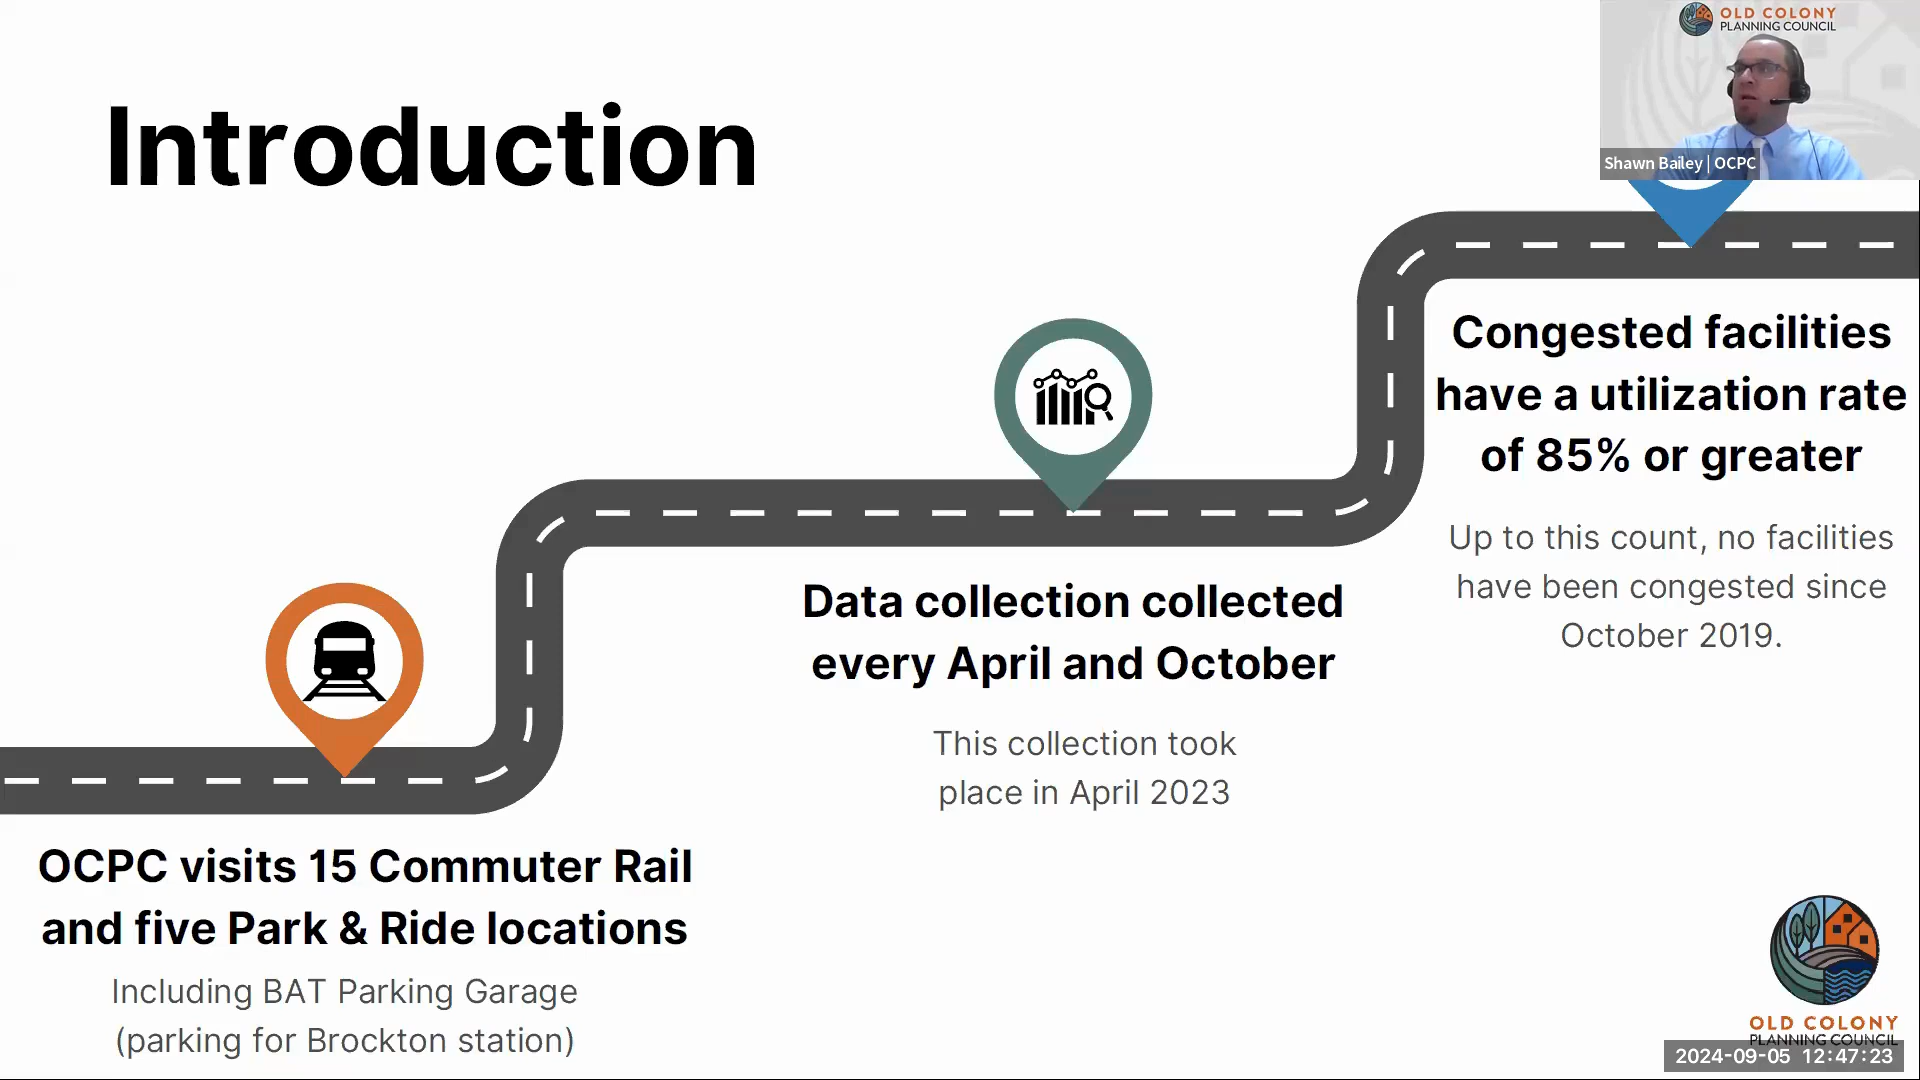 Introduction
OLD COLONY
PLANNING COUNCIL
Shawn Bailey | OCPC
Congested facilities
have a utilization rate
of 85% or greater
Up to this count, no facilities
have been congested since
October 2019.
Data collection collected
every April and October
This collection took
place in April 2023
OCPC visits 15 Commuter Rail
and five Park & Ride locations
Including BAT Parking Garage
(parking for Brockton station)
OLD COLONY
PLANNING COUNCIL
2024-09-05 12:47:23